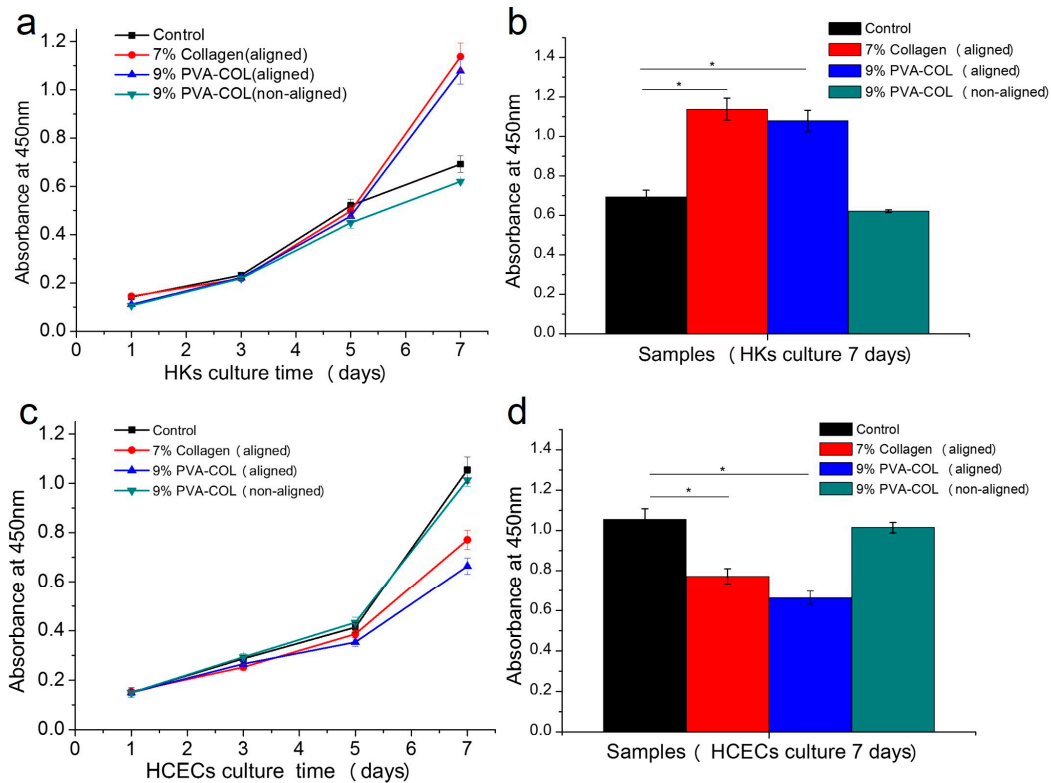 a
Control
7% Collagen(aligned)
9% PVA-COL(aligned)
9% PVA-COL(non-aligned)
Absorbance at 450nm
1.2
1.0
0.8
0.6
0.4
0.2
0.0
0 1 2 3 4 5 6 7
HKs culture time (days)
b
Control
7% Collagen (aligned)
9% PVA-COL (aligned)
9% PVA-COL (non-aligned)
Absorbance at 450nm
1.4
1.2
1.0
0.8
0.6
0.4
0.2
0.0
*
*
Samples (HKs culture 7 days)
c
Control
7% Collagen (aligned)
9% PVA-COL (aligned)
9% PVA-COL (non-aligned)
Absorbance at 450nm
1.2
1.0
0.8
0.6
0.4
0.2
0.0
0 1 2 3 4 5 6 7
HCECs culture time (days)
d
Control
7% Collagen (aligned)
9% PVA-COL (aligned)
9% PVA-COL (non-aligned)
Absorbance at 450nm
1.4
1.2
1.0
0.8
0.6
0.4
0.2
0.0
*
*
Samples ( HCECs culture 7 days)